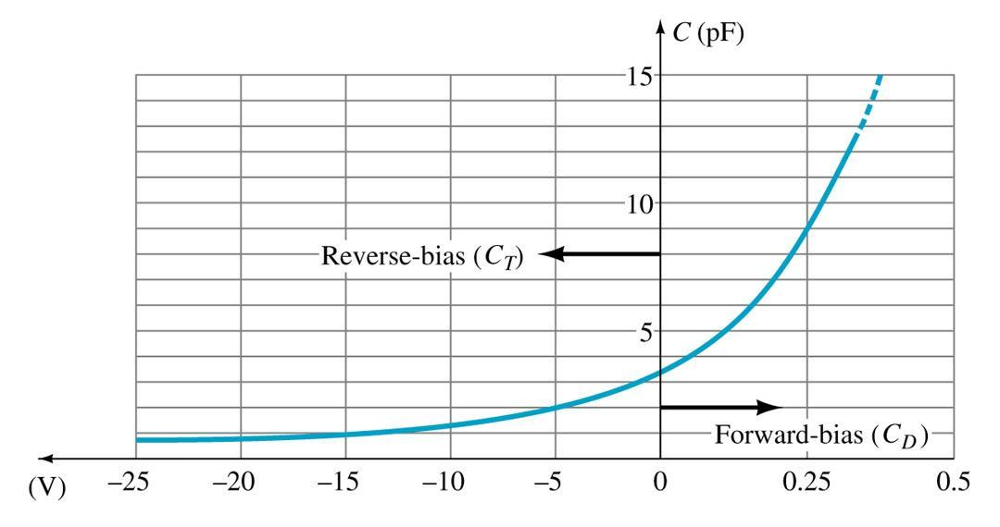 C (pF)
15
10
Reverse-bias (C_T)
5
Forward-bias (C_D)
(V) –25 –20 –15 –10 –5 0 0.25 0.5